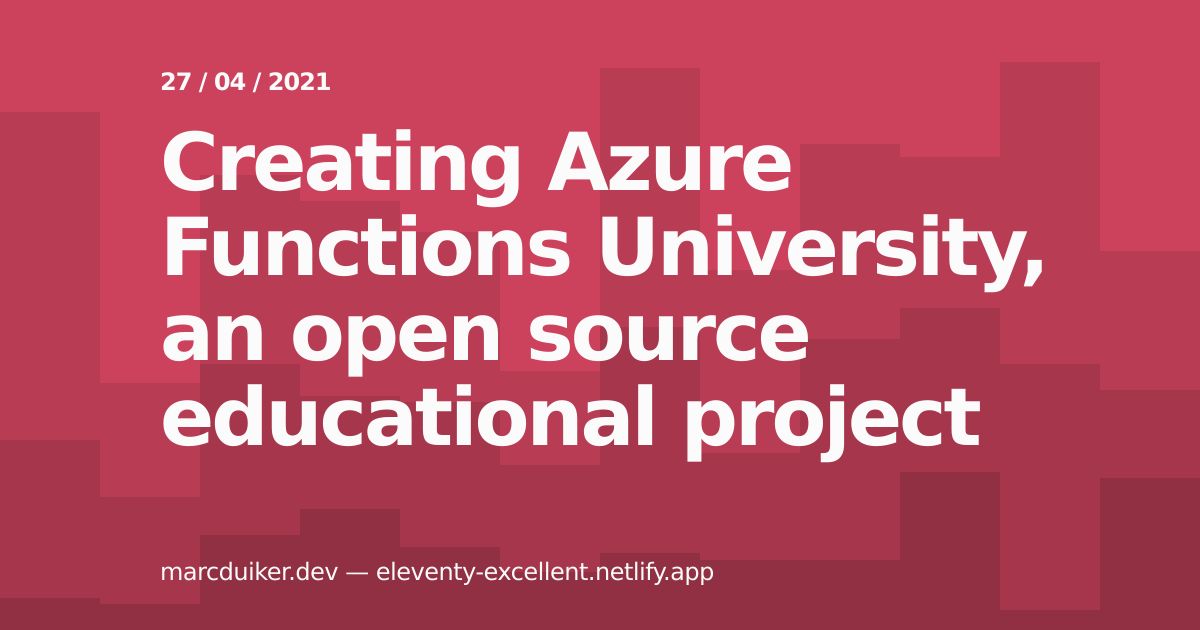 27 / 04 / 2021
Creating Azure
Functions University,
an open source
educational project
marcduiker.dev — eleventy-excellent.netlify.app